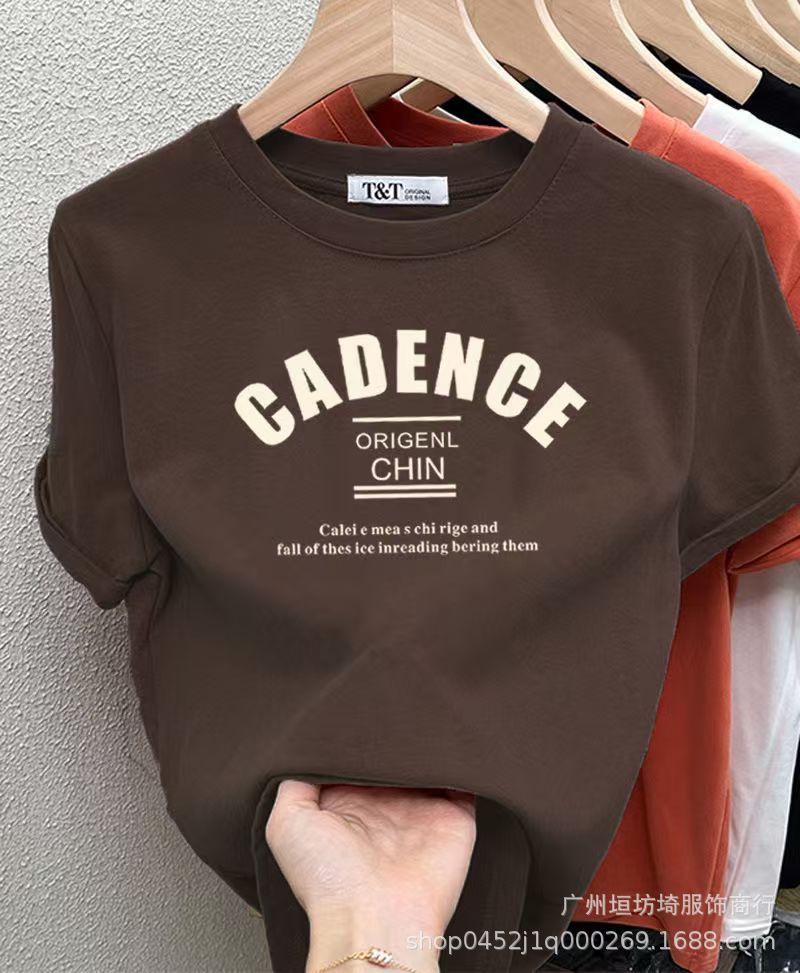 T&T ORIGINAL
DESIGN
CADENCE
ORIGENL
CHIN
Calei e mea s chi rige and
fall of thes ice inreading bering them
广州垣坊埼服饰商行
shop0452j1q000269.1688.com